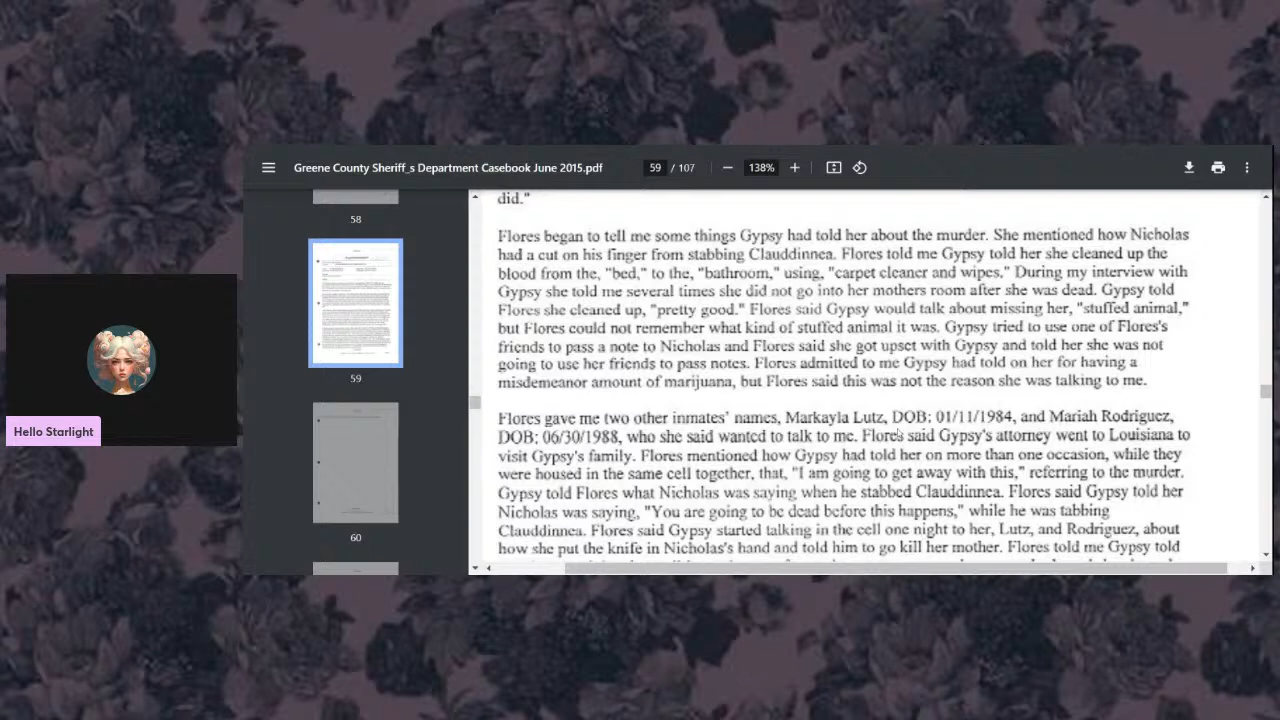 Greene County Sheriff_s Department Casebook June 2015.pdf
59 / 107
138%
58
59
60
Hello Starlight
did."
Flores began to tell me some things Gypsy had told her about the murder. She mentioned how Nicholas
had a cut on his finger from stabbing Clauddinnea. Flores told me Gypsy told her she cleaned up the
blood from the, "bed," to the, "bathroom," using, "carpet cleaner and wipes." During my interview with
Gypsy she told me several times she did not go into her mothers room after she was dead. Gypsy told
Flores she cleaned up, "pretty good." Flores said Gypsy would talk about missing her, "stuffed animal,"
but Flores could not remember what kind of stuffed animal it was. Gypsy tried to use one of Flores's
friends to pass a note to Nicholas and Flores said she got upset with Gypsy and told her she was not
going to use her friends to pass notes. Flores admitted to me Gypsy had told on her for having a
misdemeanor amount of marijuana, but Flores said this was not the reason she was talking to me.
Flores gave me two other inmates' names, Markayla Lutz, DOB: 01/11/1984, and Mariah Rodriguez,
DOB: 06/30/1988, who she said wanted to talk to me. Flores said Gypsy's attorney went to Louisiana to
visit Gypsy's family. Flores mentioned how Gypsy had told her on more than one occasion, while they
were housed in the same cell together, that, "I am going to get away with this," referring to the murder.
Gypsy told Flores what Nicholas was saying when he stabbed Clauddinnea. Flores said Gypsy told her
Nicholas was saying, "You are going to be dead before this happens," while he was tabbing
Clauddinnea. Flores said Gypsy started talking in the cell one night to her, Lutz, and Rodriguez, about
how she put the knife in Nicholas's hand and told him to go kill her mother. Flores told me Gypsy told